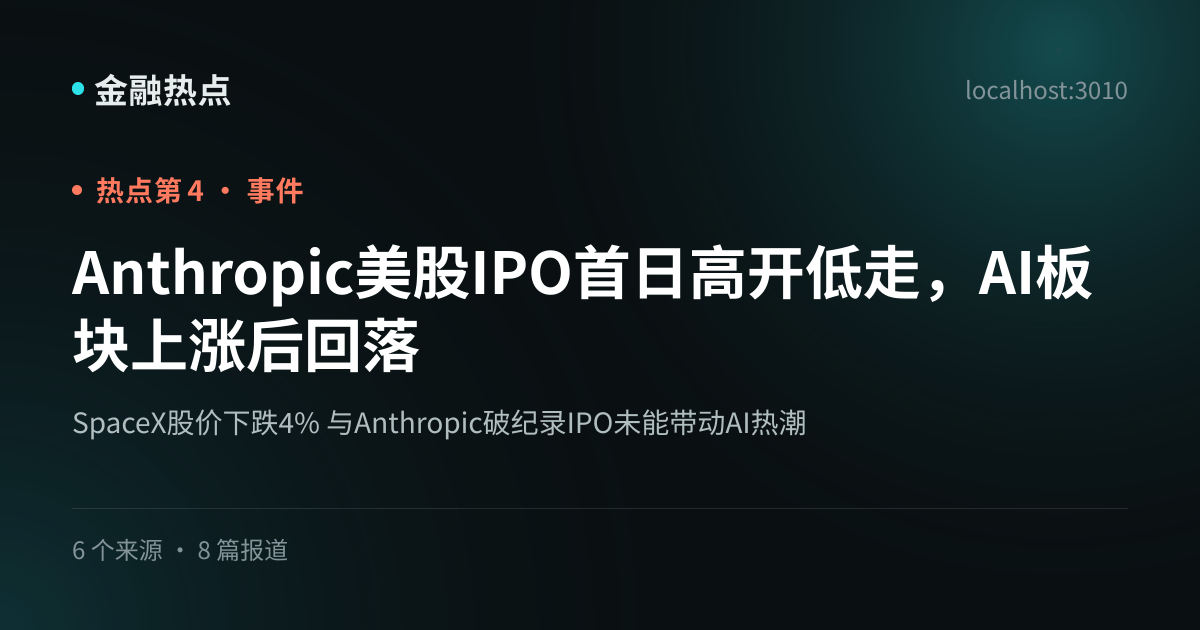 金融热点
localhost:3010
热点第 4 · 事件
Anthropic美股IPO首日高开低走，AI板
块上涨后回落
SpaceX股价下跌4% 与Anthropic破纪录IPO未能带动AI热潮
6 个来源 · 8 篇报道